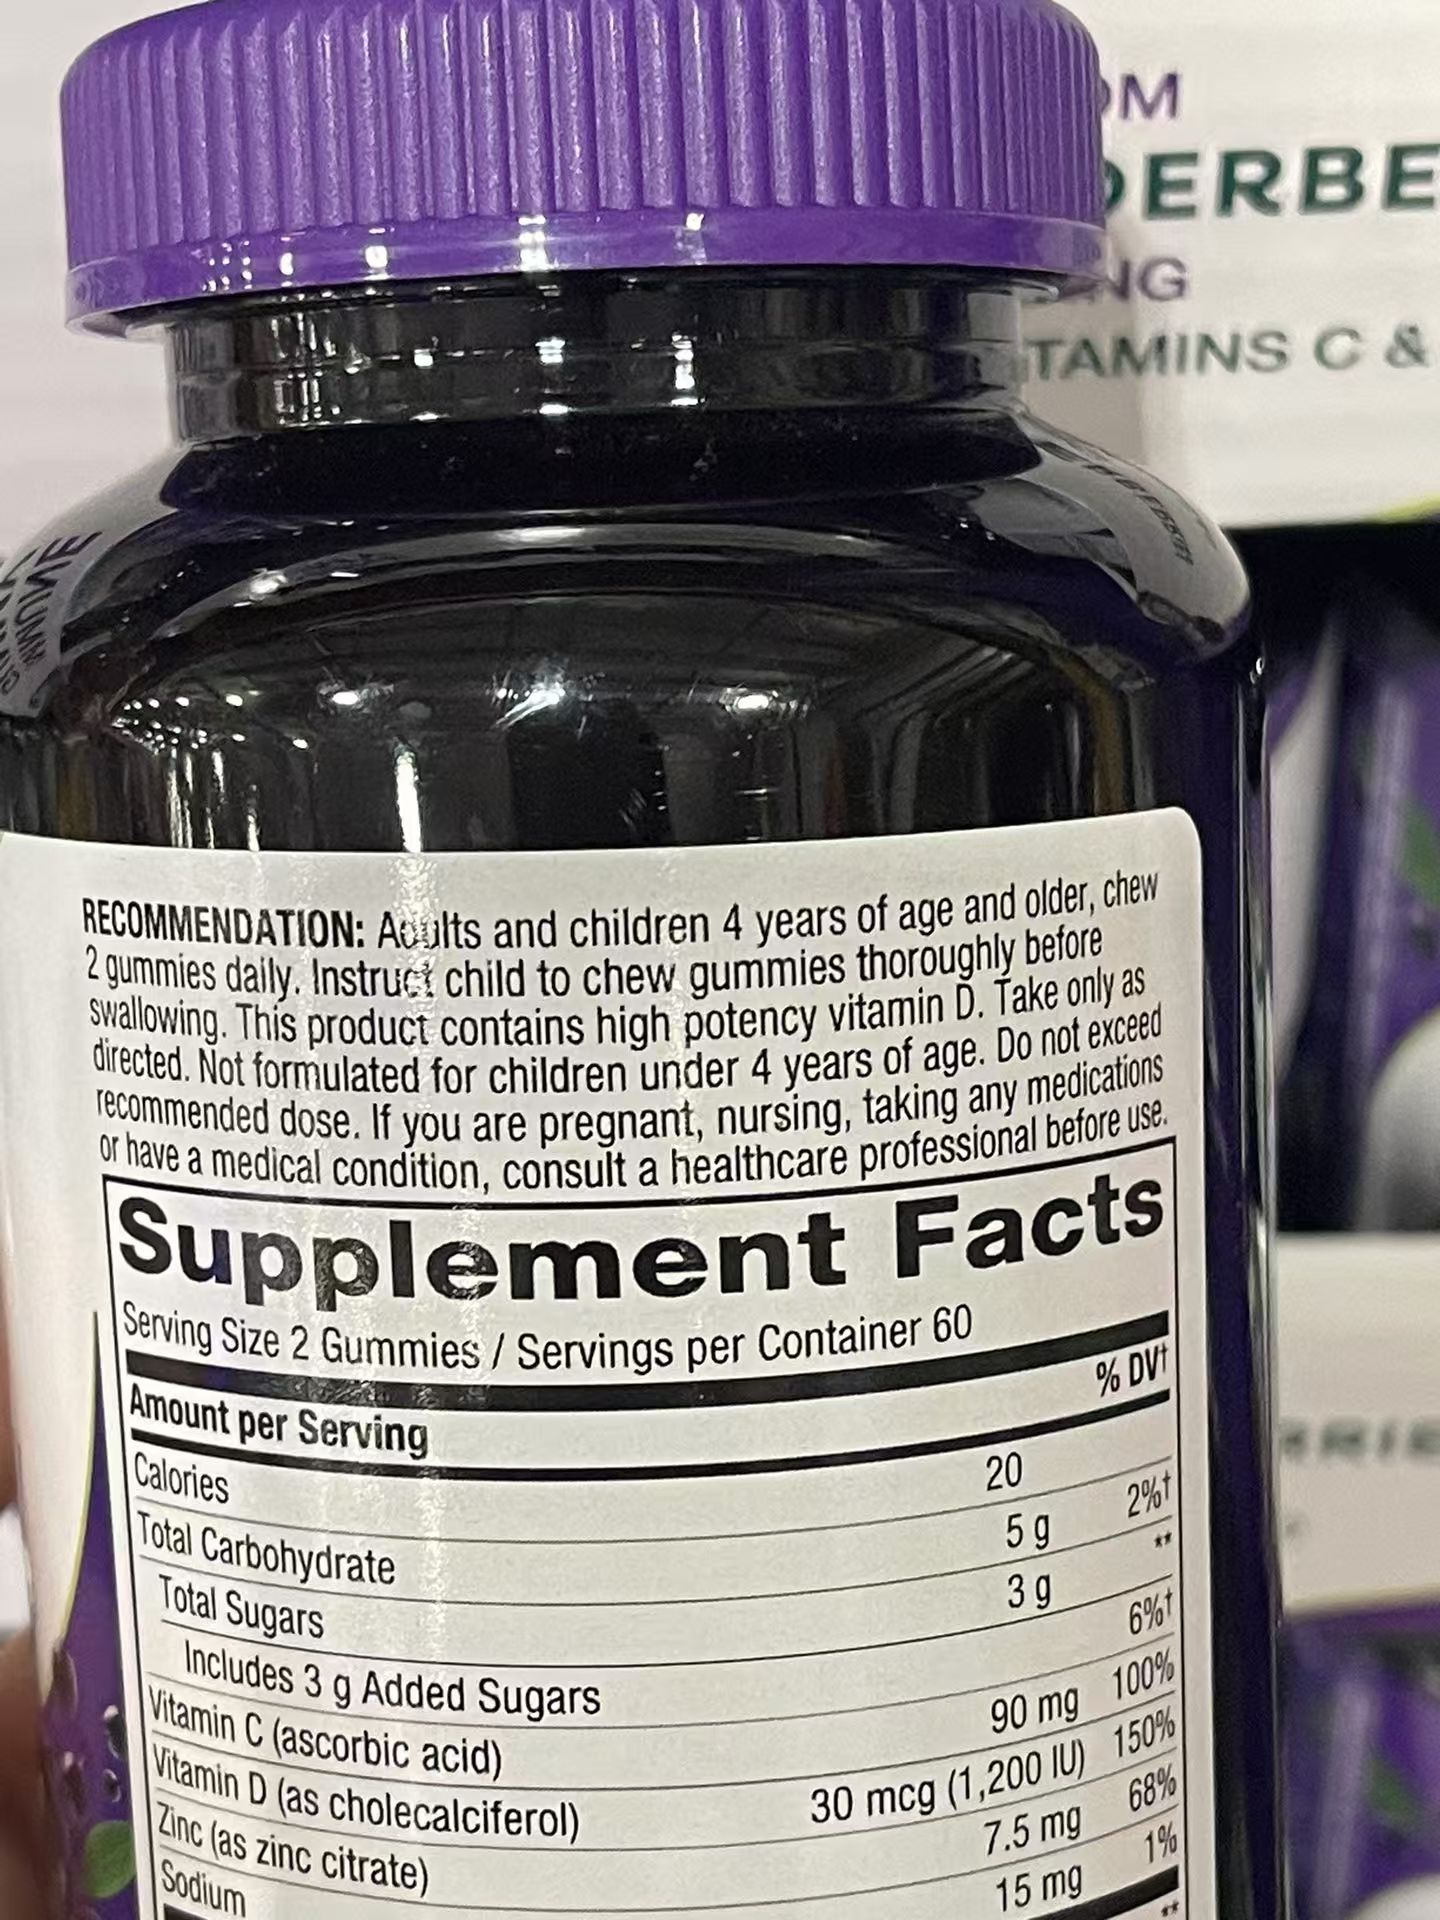 OM
DERBE
NG
TAMINS C &
RECOMMENDATION: Adults and children 4 years of age and older, chew
2 gummies daily. Instruct child to chew gummies thoroughly before
swallowing. This product contains high potency vitamin D. Take only as
directed. Not formulated for children under 4 years of age. Do not exceed
recommended dose. If you are pregnant, nursing, taking any medications
or have a medical condition, consult a healthcare professional before use.
Supplement Facts
Serving Size 2 Gummies / Servings per Container 60
Amount per Serving % DV†
Calories 20
Total Carbohydrate 5 g 2%†
Total Sugars 3 g **
Includes 3 g Added Sugars 6%†
Vitamin C (ascorbic acid) 90 mg 100%
Vitamin D (as cholecalciferol) 30 mcg (1,200 IU) 150%
Zinc (as zinc citrate) 7.5 mg 68%
Sodium 15 mg 1%
**